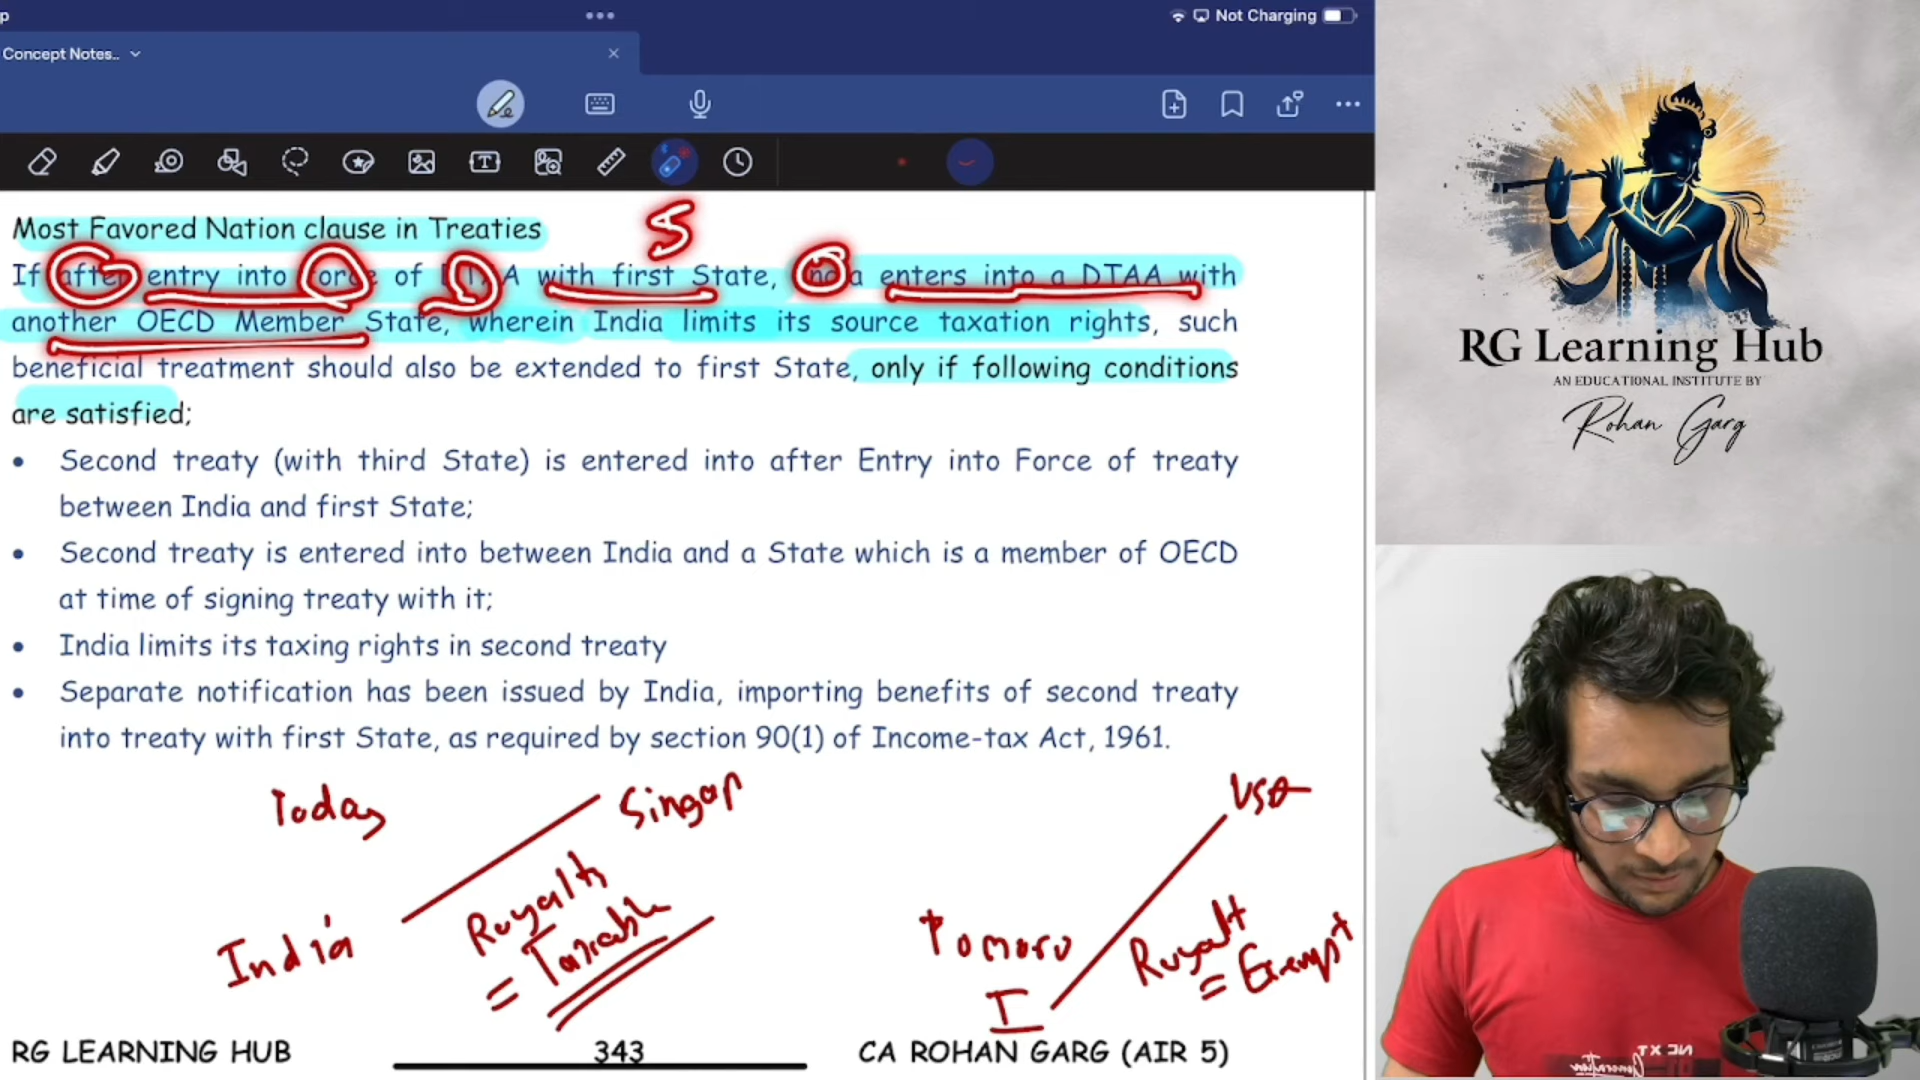 p
Not Charging
Concept Notes..
Most Favored Nation clause in Treaties
S
If after entry into force of DTAA with first State, India enters into a DTAA with
another OECD Member State, wherein India limits its source taxation rights, such
beneficial treatment should also be extended to first State, only if following conditions
are satisfied;
• Second treaty (with third State) is entered into after Entry into Force of treaty
between India and first State;
• Second treaty is entered into between India and a State which is a member of OECD
at time of signing treaty with it;
• India limits its taxing rights in second treaty
• Separate notification has been issued by India, importing benefits of second treaty
into treaty with first State, as required by section 90(1) of Income-tax Act, 1961.
Today
Singap
India
Royalty
= Taxable
USA
Tomoro
I
Royalt
= Exempt
RG LEARNING HUB
343
CA ROHAN GARG (AIR 5)
RG Learning Hub
AN EDUCATIONAL INSTITUTE BY
Rohan Garg